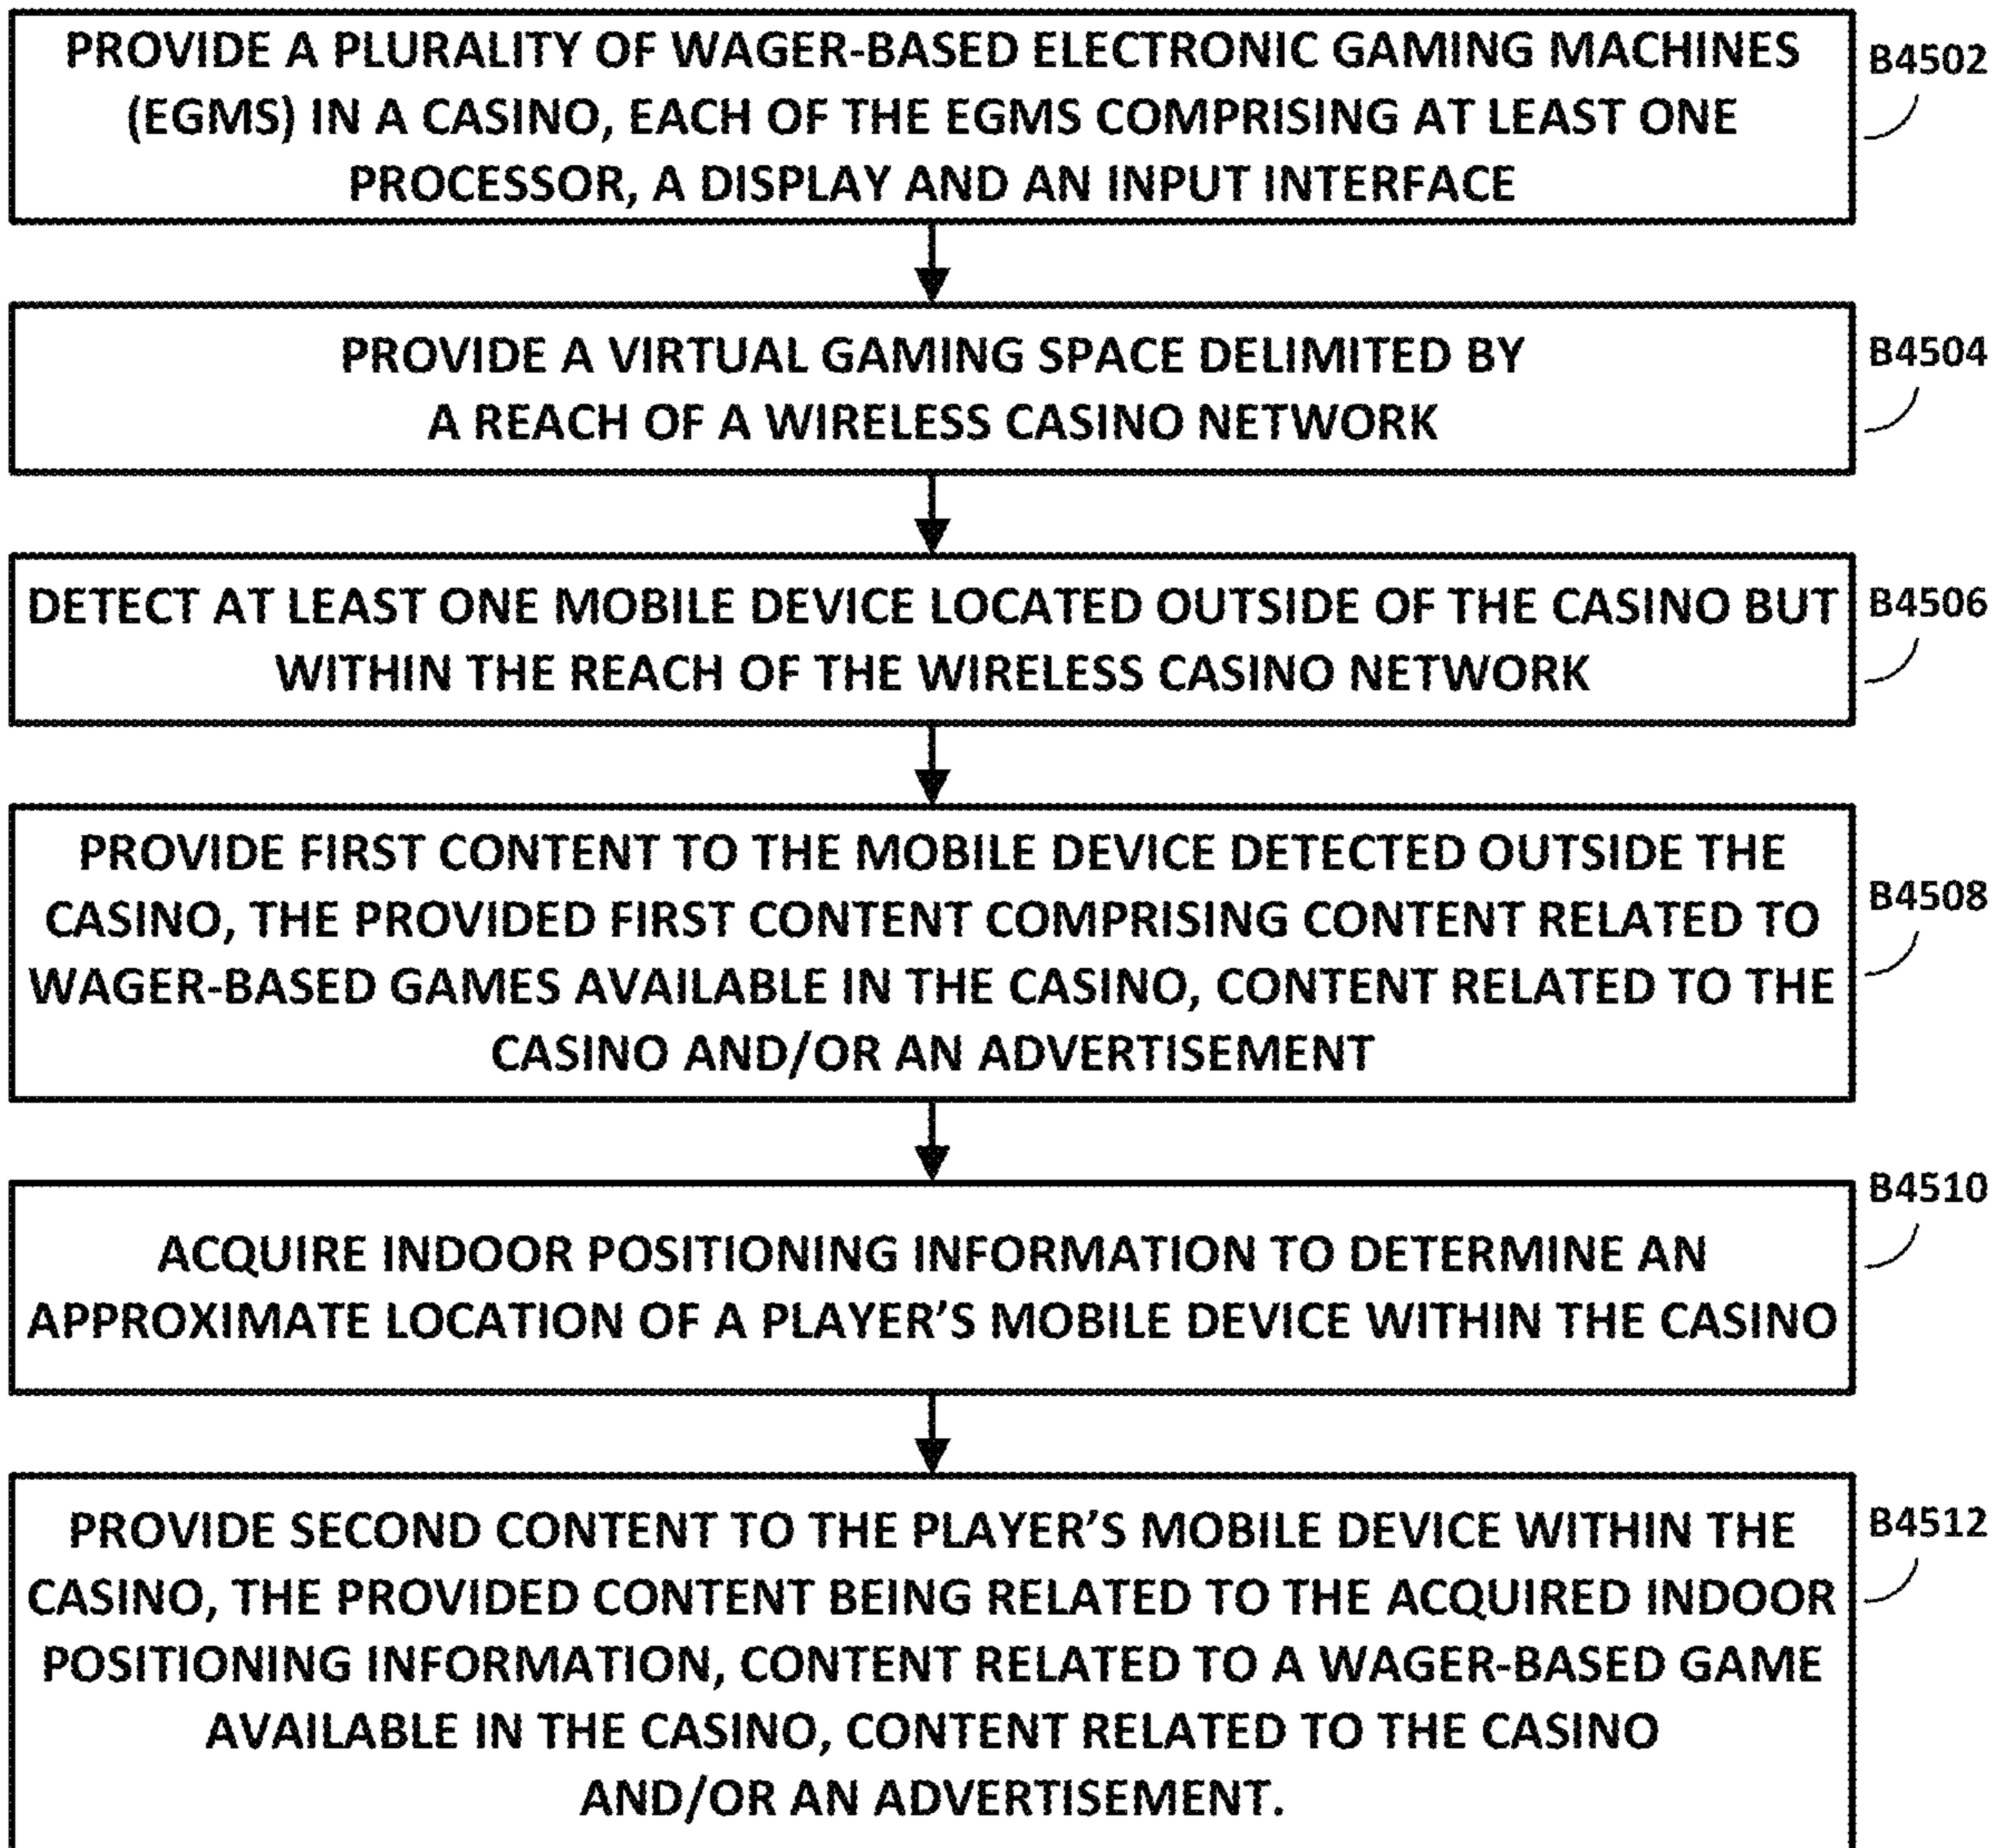 PROVIDE A PLURALITY OF WAGER-BASED ELECTRONIC GAMING MACHINES
(EGMS) IN A CASINO, EACH OF THE EGMS COMPRISING AT LEAST ONE
PROCESSOR, A DISPLAY AND AN INPUT INTERFACE
B4502
PROVIDE A VIRTUAL GAMING SPACE DELIMITED BY
A REACH OF A WIRELESS CASINO NETWORK
B4504
DETECT AT LEAST ONE MOBILE DEVICE LOCATED OUTSIDE OF THE CASINO BUT
WITHIN THE REACH OF THE WIRELESS CASINO NETWORK
B4506
PROVIDE FIRST CONTENT TO THE MOBILE DEVICE DETECTED OUTSIDE THE
CASINO, THE PROVIDED FIRST CONTENT COMPRISING CONTENT RELATED TO
WAGER-BASED GAMES AVAILABLE IN THE CASINO, CONTENT RELATED TO THE
CASINO AND/OR AN ADVERTISEMENT
B4508
ACQUIRE INDOOR POSITIONING INFORMATION TO DETERMINE AN
APPROXIMATE LOCATION OF A PLAYER'S MOBILE DEVICE WITHIN THE CASINO
B4510
PROVIDE SECOND CONTENT TO THE PLAYER'S MOBILE DEVICE WITHIN THE
CASINO, THE PROVIDED CONTENT BEING RELATED TO THE ACQUIRED INDOOR
POSITIONING INFORMATION, CONTENT RELATED TO A WAGER-BASED GAME
AVAILABLE IN THE CASINO, CONTENT RELATED TO THE CASINO
AND/OR AN ADVERTISEMENT.
B4512